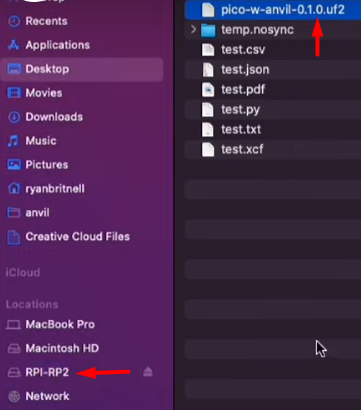 Recents
Applications
Desktop
Movies
Downloads
Music
Pictures
ryanbritnell
anvil
Creative Cloud Files
iCloud
Locations
MacBook Pro
Macintosh HD
RPI-RP2
Network
pico-w-anvil-0.1.0.uf2
temp.nosync
test.csv
test.json
test.pdf
test.py
test.txt
test.xcf